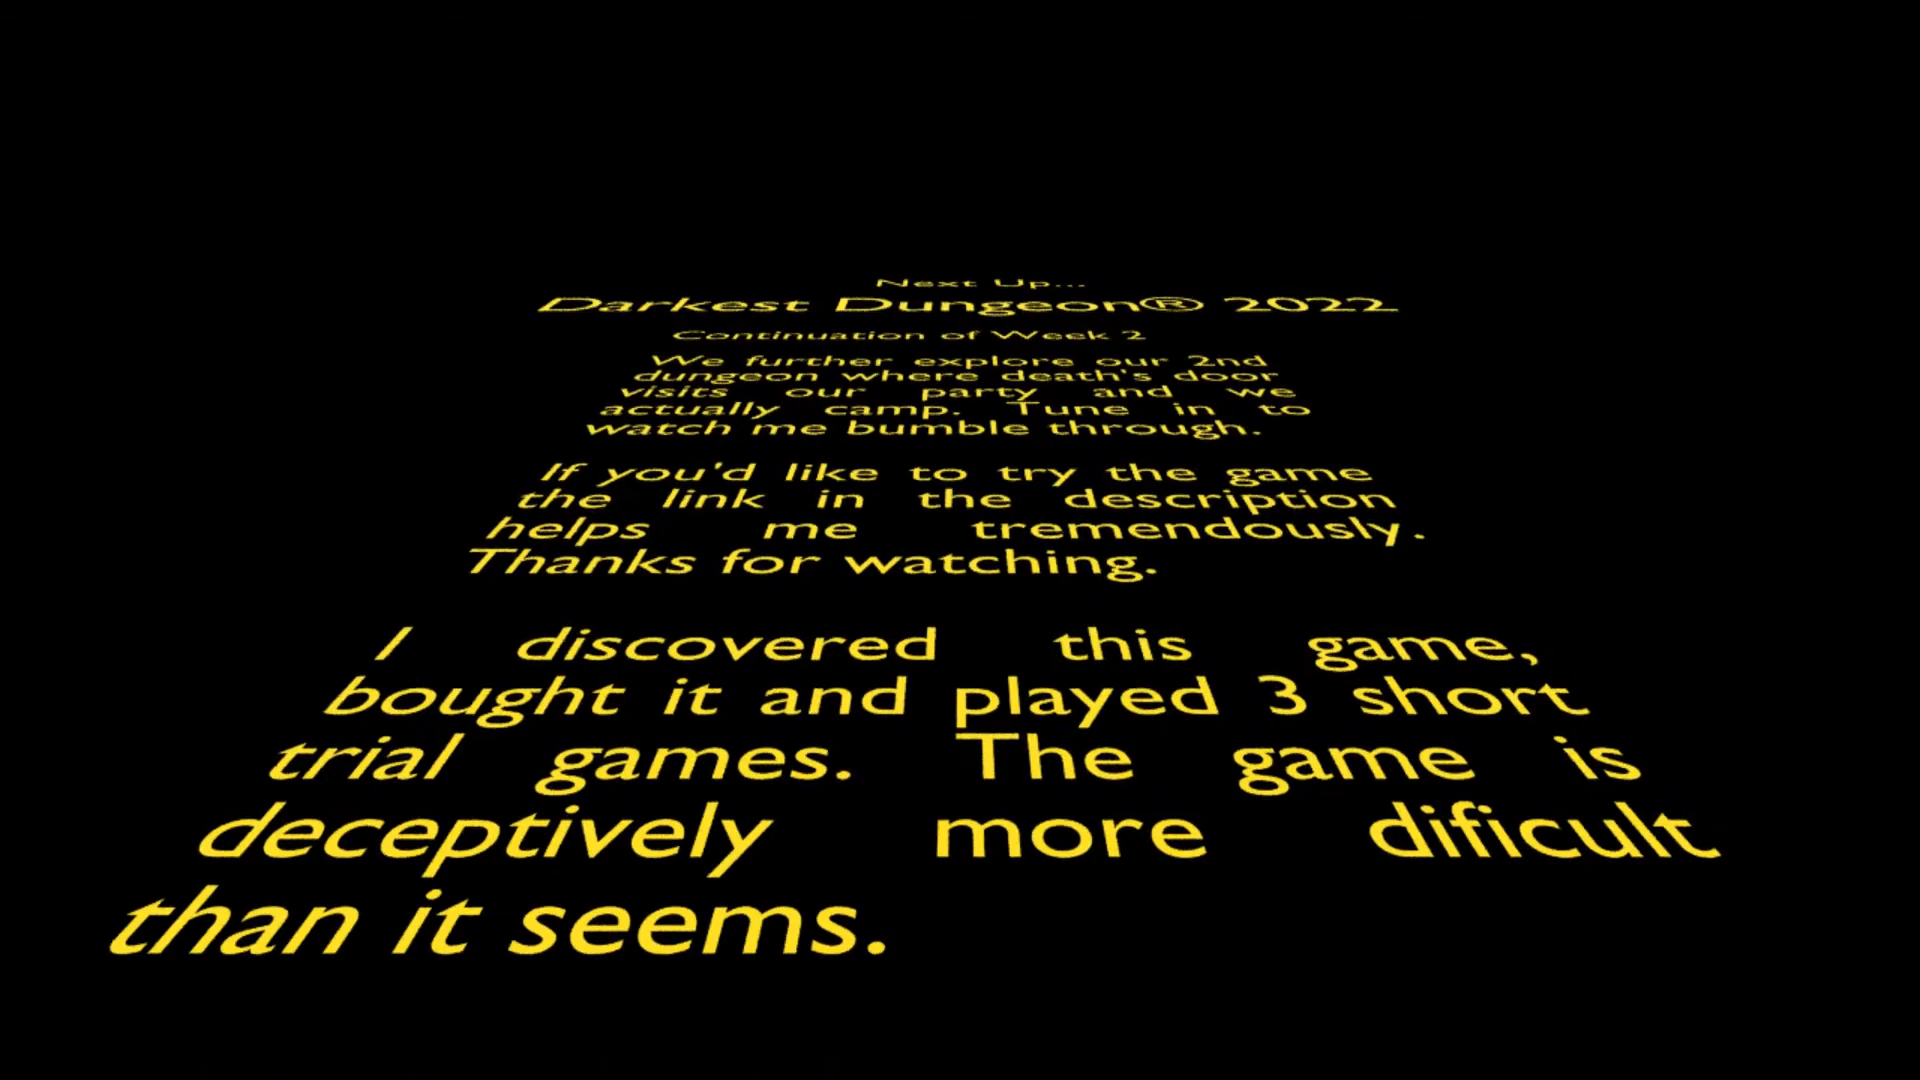 Next Up...
Darkest Dungeon® 2022
Continuation of Week 2
We further explore our 2nd
dungeon where death's door
visits our party and we
actually camp. Tune in to
watch me bumble through.
If you'd like to try the game
the link in the description
helps me tremendously.
Thanks for watching.
I discovered this game,
bought it and played 3 short
trial games. The game is
deceptively more dificult
than it seems.